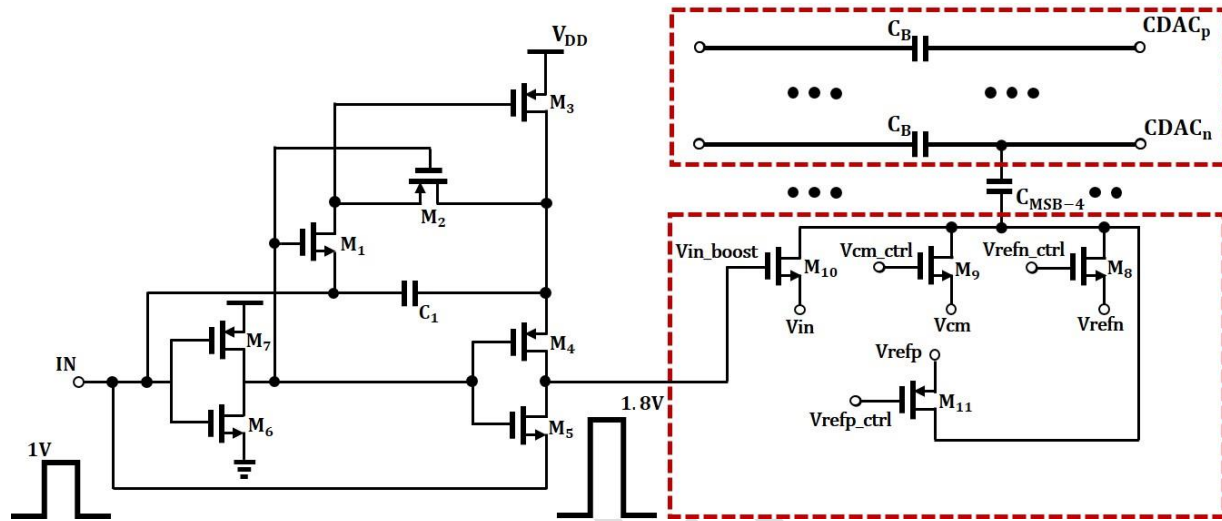 V_DD
M_3
M_2
M_1
C_1
M_7
IN
M_4
M_6
M_5
1V
1.8V
C_B
CDAC_p
C_B
CDAC_n
C_MSB−4
Vin_boost
M_10
Vin
Vcm_ctrl
M_9
Vcm
Vrefn_ctrl
M_8
Vrefn
Vrefp
M_11
Vrefp_ctrl